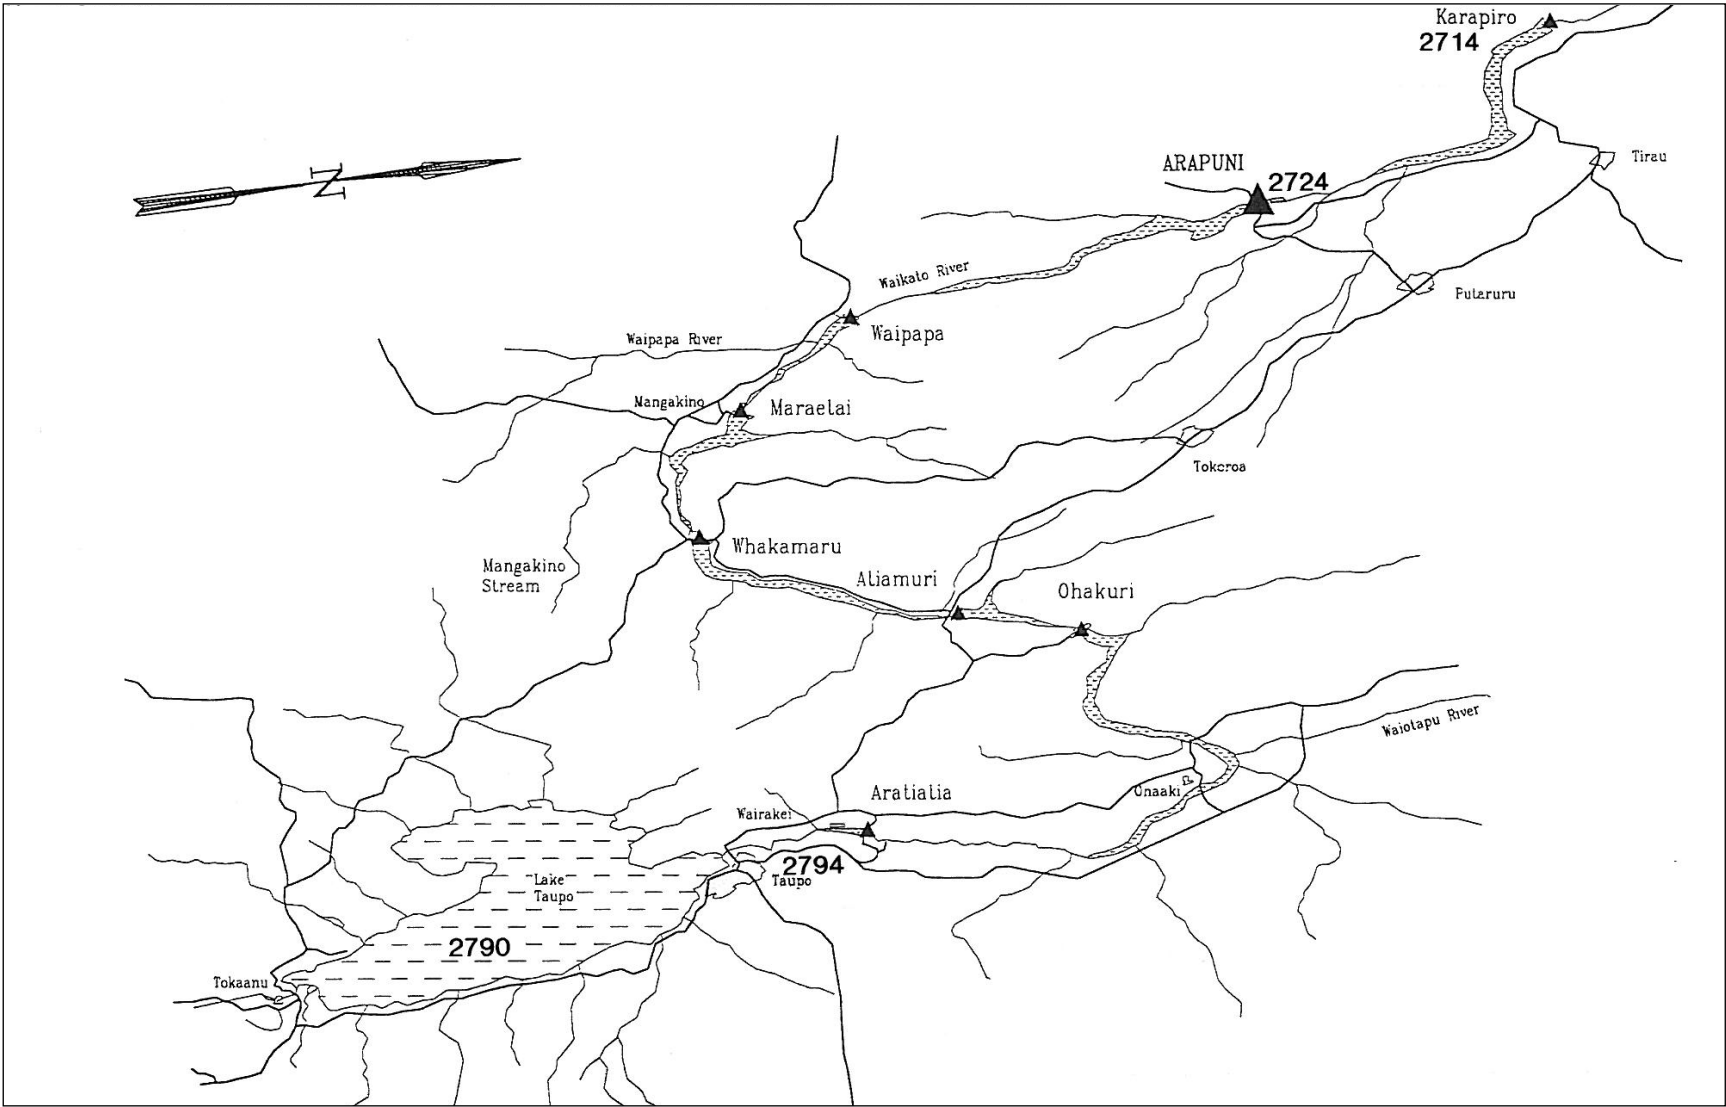 Karapiro
2714
N
ARAPUNI
2724
Tirau
Waikato River
Putaruru
Waipapa
Waipapa River
Mangakino
Maraetai
Tokoroa
Whakamaru
Mangakino
Stream
Atiamuri
Ohakuri
Waiotapu River
Aratiatia
Ohaaki
Wairakei
2794
Taupo
Lake
Taupo
2790
Tokaanu